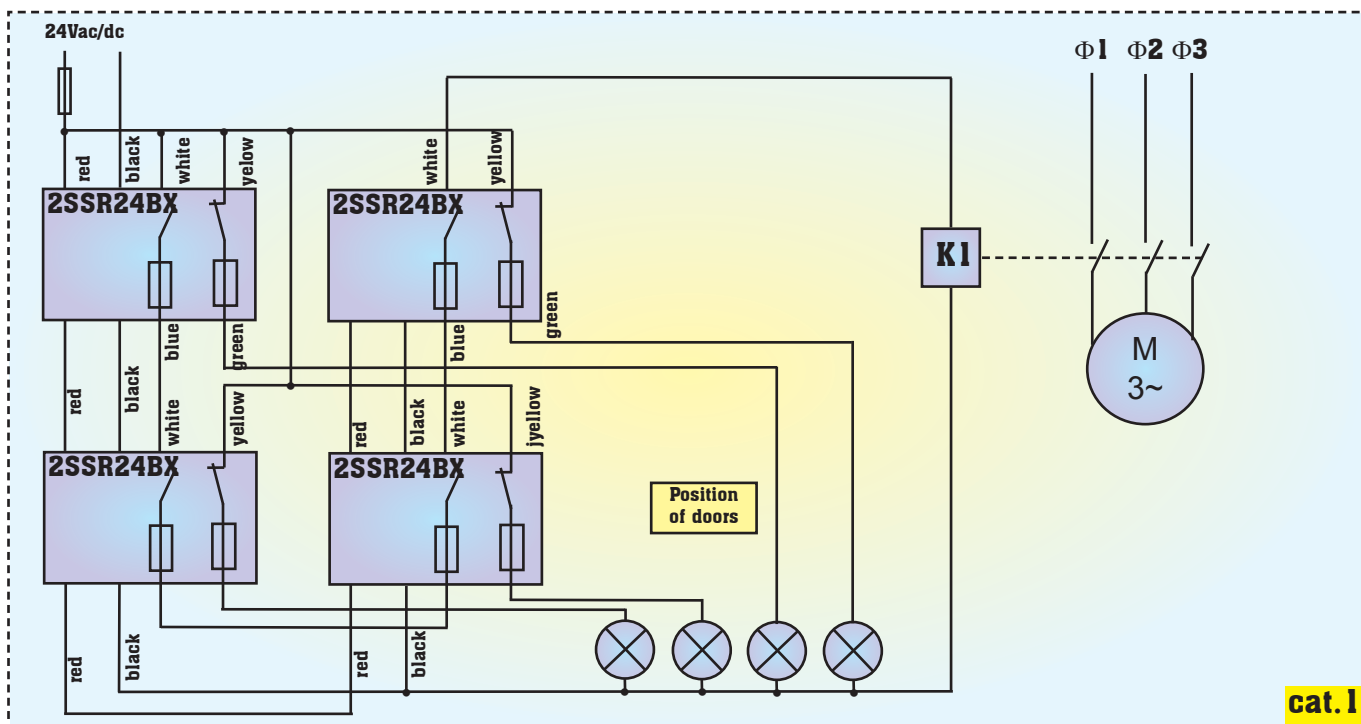 24Vac/dc
Φ1 Φ2 Φ3
red
black
white
yelow
white
yellow
2SSR24BX
2SSR24BX
K1
blue
green
blue
green
M
3~
red
black
white
yellow
red
black
white
jyellow
2SSR24BX
2SSR24BX
Position
of doors
red
black
red
black
cat.1